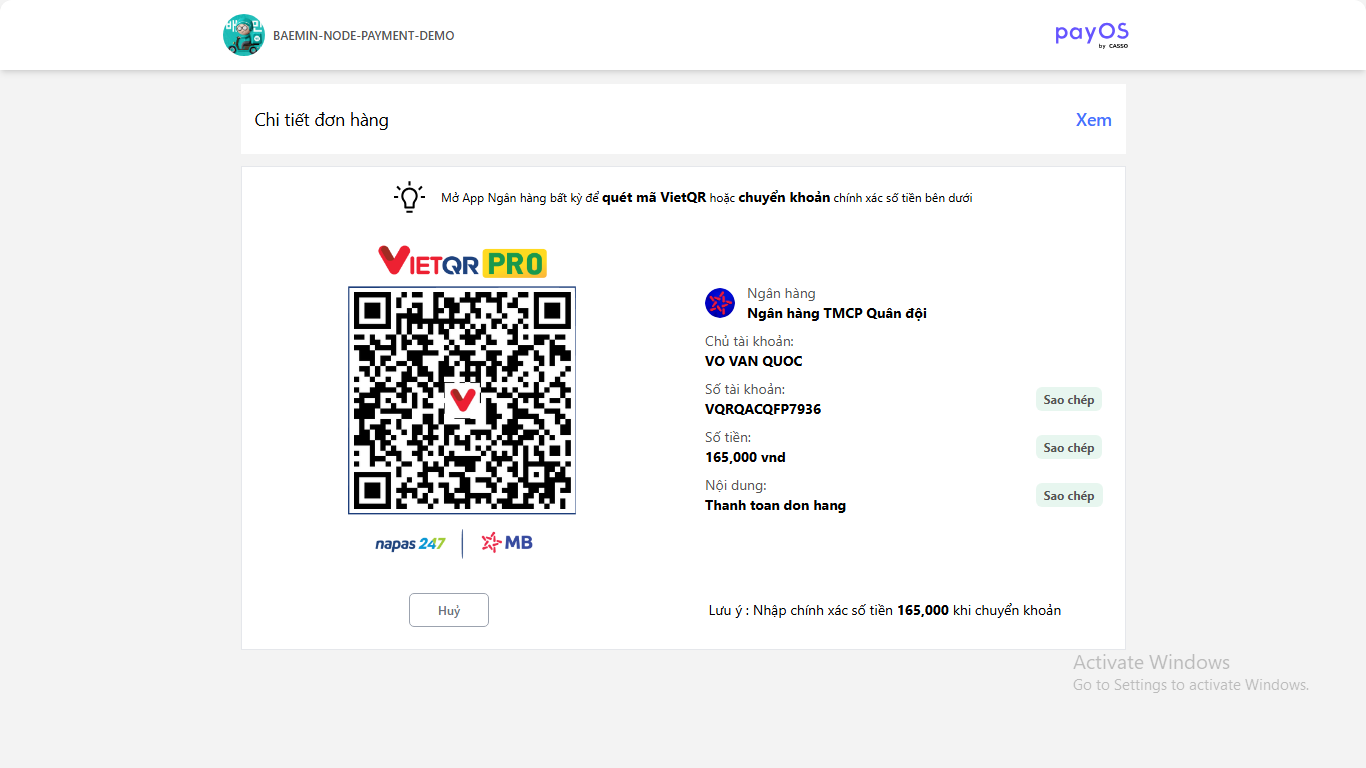 배민
BAEMIN-NODE-PAYMENT-DEMO
payOS
by CASSO
Chi tiết đơn hàng
Xem
Mở App Ngân hàng bất kỳ để quét mã VietQR hoặc chuyển khoản chính xác số tiền bên dưới
VIETQR PRO
Ngân hàng
Ngân hàng TMCP Quân đội
Chủ tài khoản:
VO VAN QUOC
Số tài khoản:
VQRQACQFP7936
Sao chép
Số tiền:
165,000 vnd
Sao chép
Nội dung:
Thanh toan don hang
Sao chép
napas 247
MB
Huỷ
Lưu ý : Nhập chính xác số tiền 165,000 khi chuyển khoản
Activate Windows
Go to Settings to activate Windows.